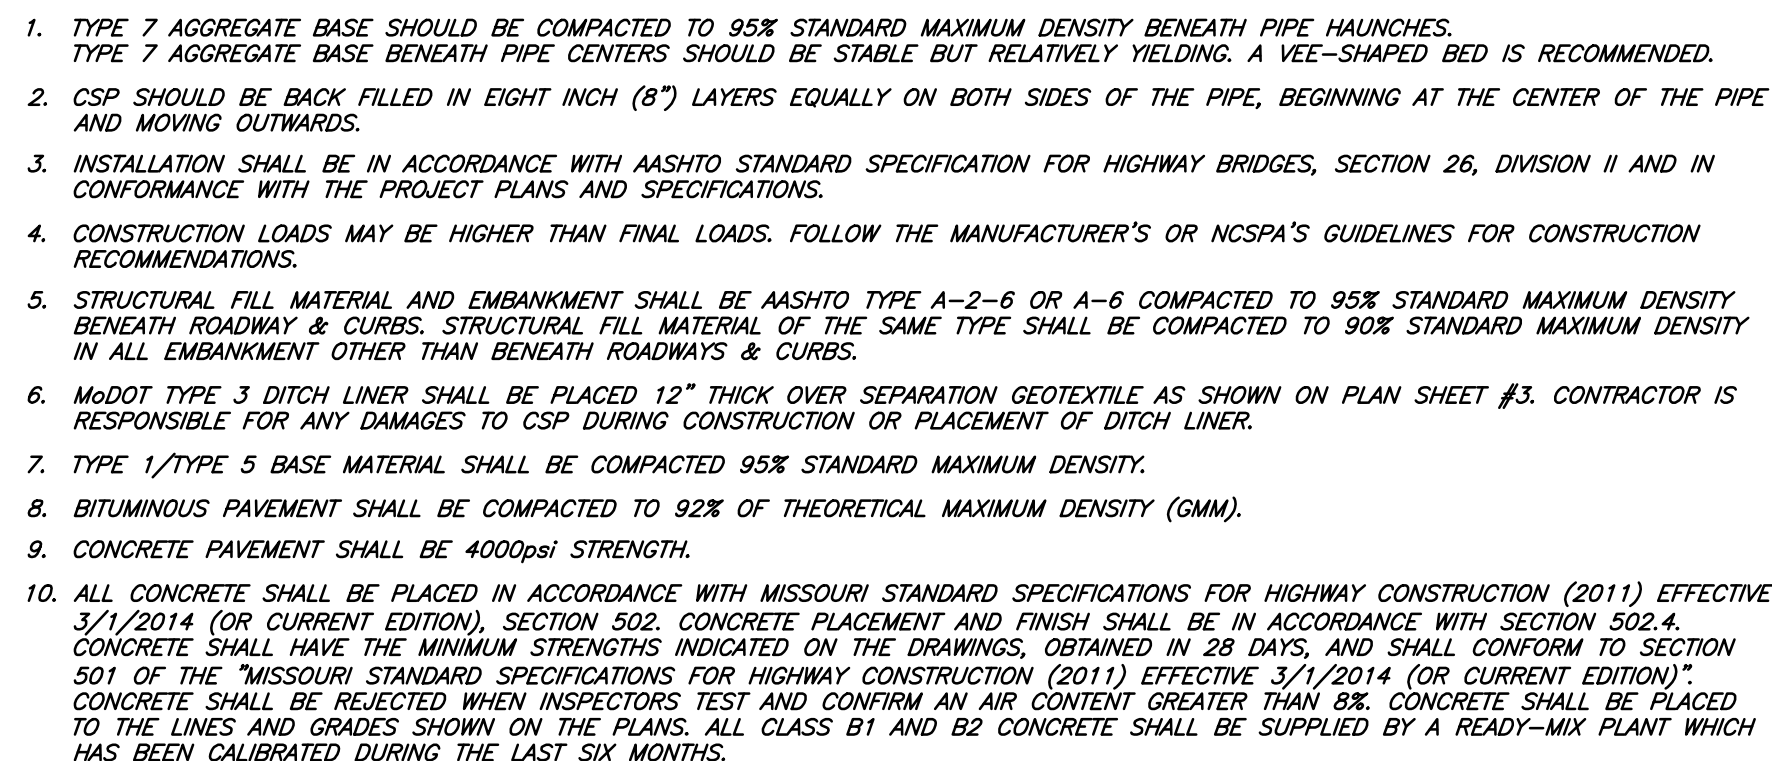 1. TYPE 7 AGGREGATE BASE SHOULD BE COMPACTED TO 95% STANDARD MAXIMUM DENSITY BENEATH PIPE HAUNCHES.
TYPE 7 AGGREGATE BASE BENEATH PIPE CENTERS SHOULD BE STABLE BUT RELATIVELY YIELDING. A VEE-SHAPED BED IS RECOMMENDED.
2. CSP SHOULD BE BACK FILLED IN EIGHT INCH (8") LAYERS EQUALLY ON BOTH SIDES OF THE PIPE, BEGINNING AT THE CENTER OF THE PIPE
AND MOVING OUTWARDS.
3. INSTALLATION SHALL BE IN ACCORDANCE WITH AASHTO STANDARD SPECIFICATION FOR HIGHWAY BRIDGES, SECTION 26, DIVISION II AND IN
CONFORMANCE WITH THE PROJECT PLANS AND SPECIFICATIONS.
4. CONSTRUCTION LOADS MAY BE HIGHER THAN FINAL LOADS. FOLLOW THE MANUFACTURER'S OR NCSPA'S GUIDELINES FOR CONSTRUCTION
RECOMMENDATIONS.
5. STRUCTURAL FILL MATERIAL AND EMBANKMENT SHALL BE AASHTO TYPE A-2-6 OR A-6 COMPACTED TO 95% STANDARD MAXIMUM DENSITY
BENEATH ROADWAY & CURBS. STRUCTURAL FILL MATERIAL OF THE SAME TYPE SHALL BE COMPACTED TO 90% STANDARD MAXIMUM DENSITY
IN ALL EMBANKMENT OTHER THAN BENEATH ROADWAYS & CURBS.
6. MoDOT TYPE 3 DITCH LINER SHALL BE PLACED 12" THICK OVER SEPARATION GEOTEXTILE AS SHOWN ON PLAN SHEET #3. CONTRACTOR IS
RESPONSIBLE FOR ANY DAMAGES TO CSP DURING CONSTRUCTION OR PLACEMENT OF DITCH LINER.
7. TYPE 1/TYPE 5 BASE MATERIAL SHALL BE COMPACTED 95% STANDARD MAXIMUM DENSITY.
8. BITUMINOUS PAVEMENT SHALL BE COMPACTED TO 92% OF THEORETICAL MAXIMUM DENSITY (GMM).
9. CONCRETE PAVEMENT SHALL BE 4000psi STRENGTH.
10. ALL CONCRETE SHALL BE PLACED IN ACCORDANCE WITH MISSOURI STANDARD SPECIFICATIONS FOR HIGHWAY CONSTRUCTION (2011) EFFECTIVE
3/1/2014 (OR CURRENT EDITION), SECTION 502. CONCRETE PLACEMENT AND FINISH SHALL BE IN ACCORDANCE WITH SECTION 502.4.
CONCRETE SHALL HAVE THE MINIMUM STRENGTHS INDICATED ON THE DRAWINGS, OBTAINED IN 28 DAYS, AND SHALL CONFORM TO SECTION
501 OF THE "MISSOURI STANDARD SPECIFICATIONS FOR HIGHWAY CONSTRUCTION (2011) EFFECTIVE 3/1/2014 (OR CURRENT EDITION)".
CONCRETE SHALL BE REJECTED WHEN INSPECTORS TEST AND CONFIRM AN AIR CONTENT GREATER THAN 8%. CONCRETE SHALL BE PLACED
TO THE LINES AND GRADES SHOWN ON THE PLANS. ALL CLASS B1 AND B2 CONCRETE SHALL BE SUPPLIED BY A READY-MIX PLANT WHICH
HAS BEEN CALIBRATED DURING THE LAST SIX MONTHS.